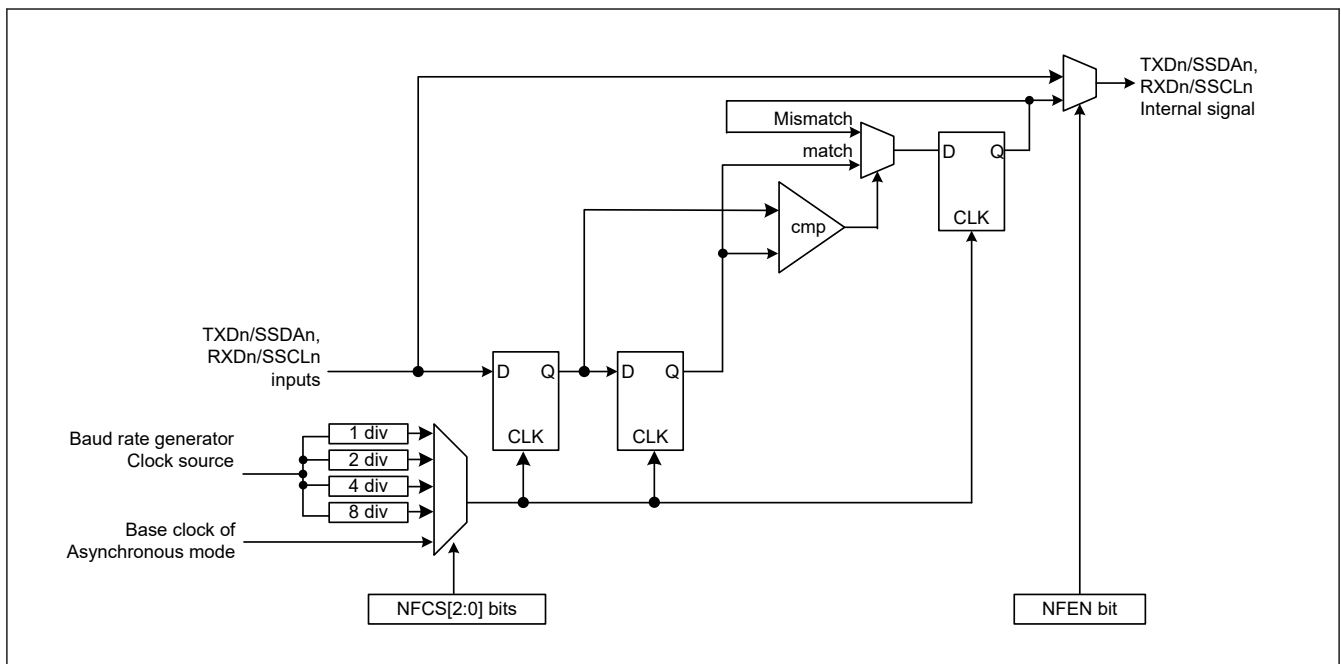 TXDn/SSDAn,
RXDn/SSCLn
Internal signal
Mismatch
match
D
Q
CLK
cmp
TXDn/SSDAn,
RXDn/SSCLn
inputs
D
Q
CLK
D
Q
CLK
Baud rate generator
Clock source
1 div
2 div
4 div
8 div
Base clock of
Asynchronous mode
NFCS[2:0] bits
NFEN bit